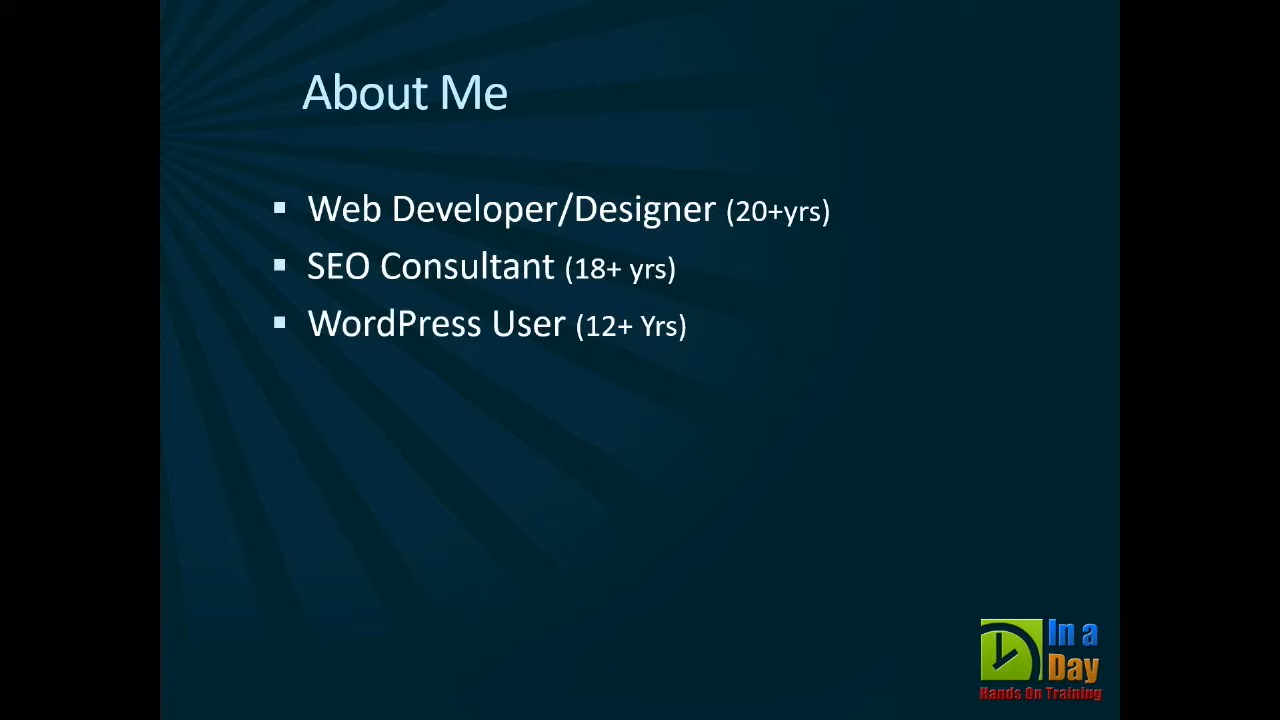 About Me
Web Developer/Designer (20+yrs)
SEO Consultant (18+ yrs)
WordPress User (12+ Yrs)
In a
Day
Hands On Training